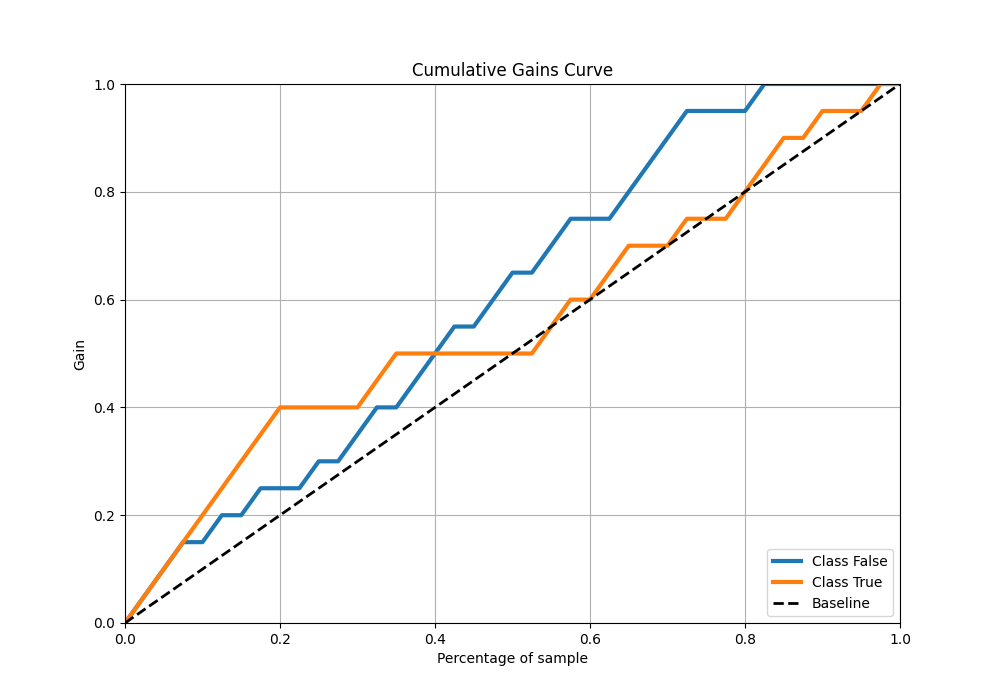 Cumulative Gains Curve
Gain
1.0
0.8
0.6
0.4
0.2
0.0
0.0 0.2 0.4 0.6 0.8 1.0
Percentage of sample
Class False
Class True
Baseline